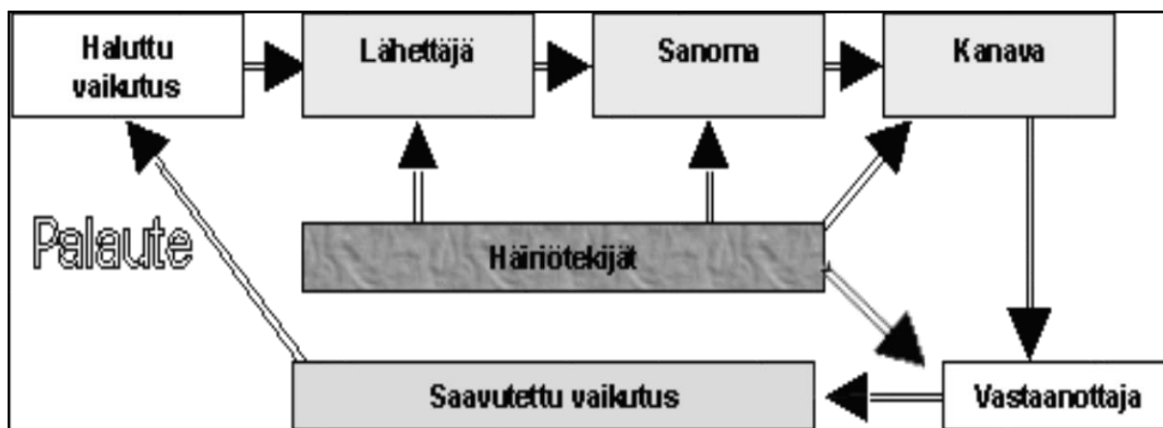 Haluttu
vaikutus
Lähettäjä
Sanoma
Kanava
Palaute
Häiriötekijät
Saavutettu vaikutus
Vastaanottaja